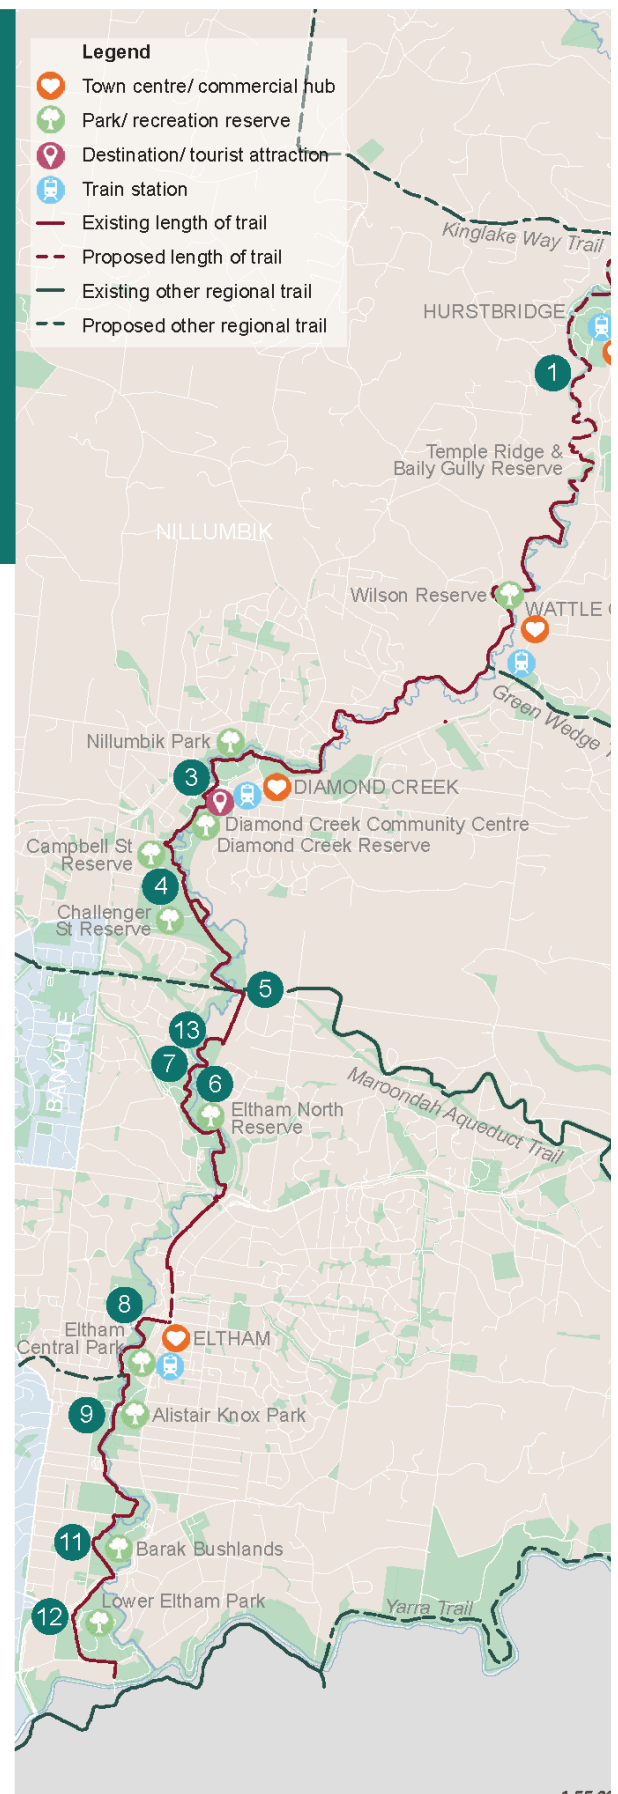 Legend
Town centre/ commercial hub
Park/ recreation reserve
Destination/ tourist attraction
Train station
Existing length of trail
Proposed length of trail
Existing other regional trail
Proposed other regional trail
Kinglake Way Trail
HURSTBRIDGE
1
Temple Ridge &
Baily Gully Reserve
NILLUMBIK
Wilson Reserve
WATTLE
Green Wedge
Nillumbik Park
3
DIAMOND CREEK
Diamond Creek Community Centre
Diamond Creek Reserve
Campbell St
Reserve
4
Challenger
St Reserve
5
BANYULE
13
7
6
Maroondah Aqueduct Trail
Eltham North
Reserve
8
Eltham
Central Park
ELTHAM
9
Alistair Knox Park
11
Barak Bushlands
12
Lower Eltham Park
Yarra Trail